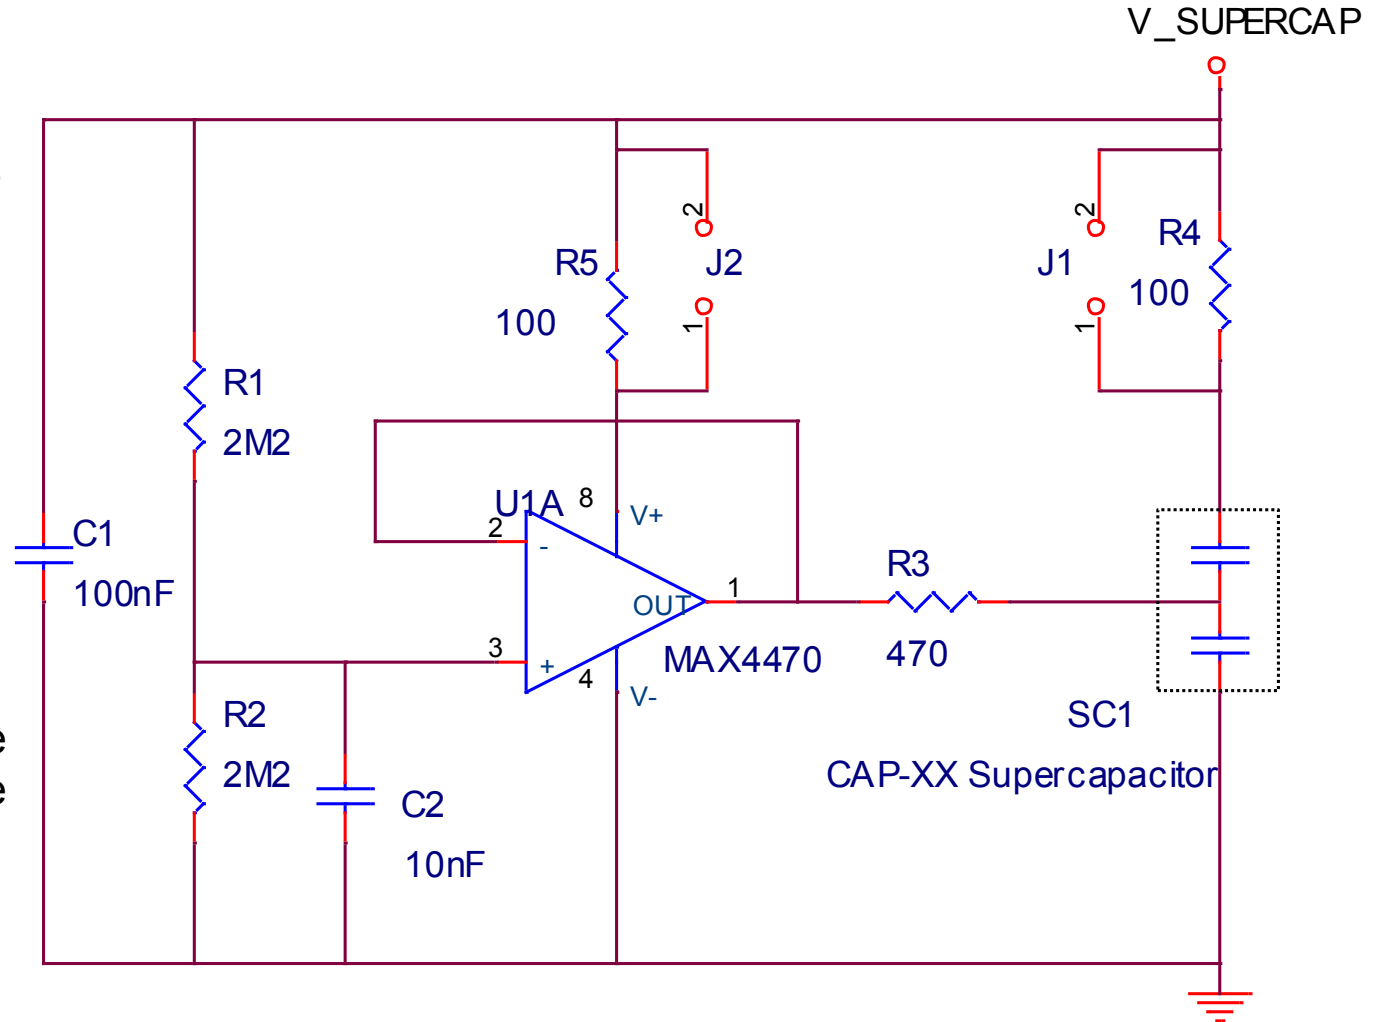 V_SUPERCAP
2
2
R5
J2
J1
R4
100
100
1
1
R1
2M2
U1A
8
V+
2
-
C1
100nF
R3
1
OUT
470
3
+
4
MAX4470
V-
R2
2M2
SC1
C2
CAP-XX Supercapacitor
10nF
e
e